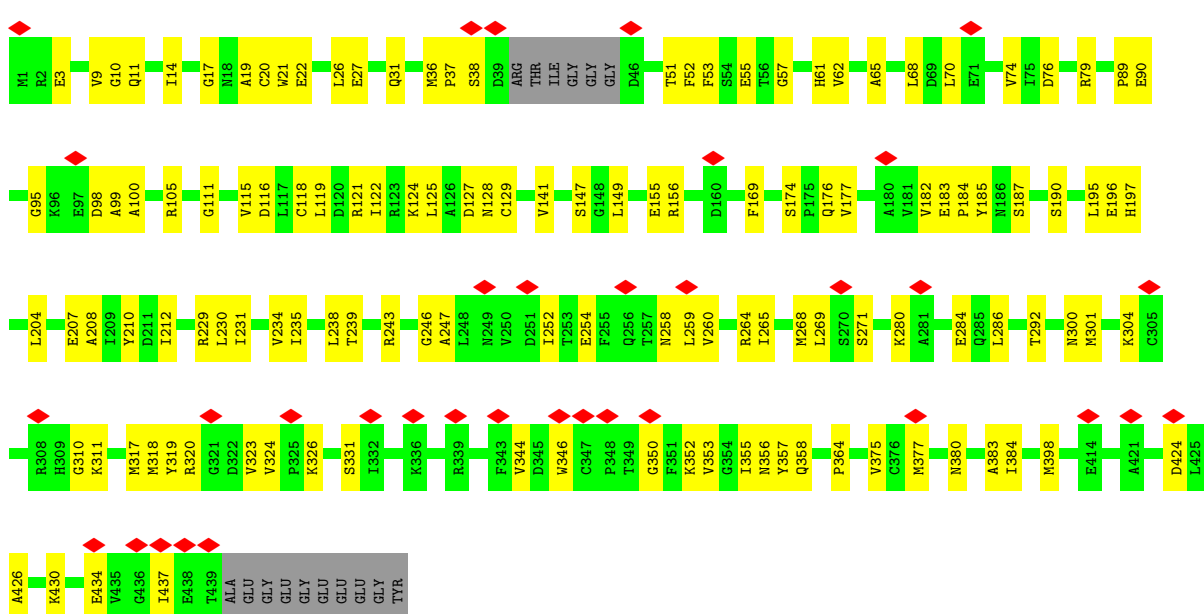 M1 R2 E3 V9 G10 Q11 I14 G17 N18 A19 C20 W21 E22 L26 E27 Q31 M36 P37 S38 D39 ARG THR ILE GLY GLY GLY D46 T51 F52 F53 S54 E55 T56 G57 H61 V62 A65 L68 D69 L70 E71 V74 I75 D76 R79 P89 E90
G95 K96 E97 D98 A99 A100 R105 G111 V115 D116 L117 C118 L119 D120 R121 I122 R123 K124 L125 A126 D127 N128 C129 V141 S147 G148 L149 E155 R156 D160 F169 S174 P175 Q176 V177 A180 V181 V182 E183 P184 Y185 N186 S187 S190 L195 E196 H197
L204 E207 A208 I209 Y210 D211 I212 R229 L230 I231 V234 I235 L238 T239 R243 G246 A247 L248 N249 V250 D251 I252 T253 E254 F255 Q256 T257 N258 L259 V260 R264 I265 M268 L269 S270 S271 K280 A281 E284 Q285 L286 T292 N300 M301 K304 C305
R308 H309 G310 K311 M317 M318 Y319 R320 G321 D322 V323 V324 P325 K326 S331 I332 K336 R339 F343 V344 D345 W346 C347 P348 T349 G350 F351 K352 V353 G354 I355 N356 Y357 Q358 P364 V375 C376 M377 N380 A383 I384 M398 E414 A421 D424 L425
A426 K430 E434 V435 G436 I437 E438 T439 ALA GLU GLY GLU GLY GLU GLU GLU GLY TYR